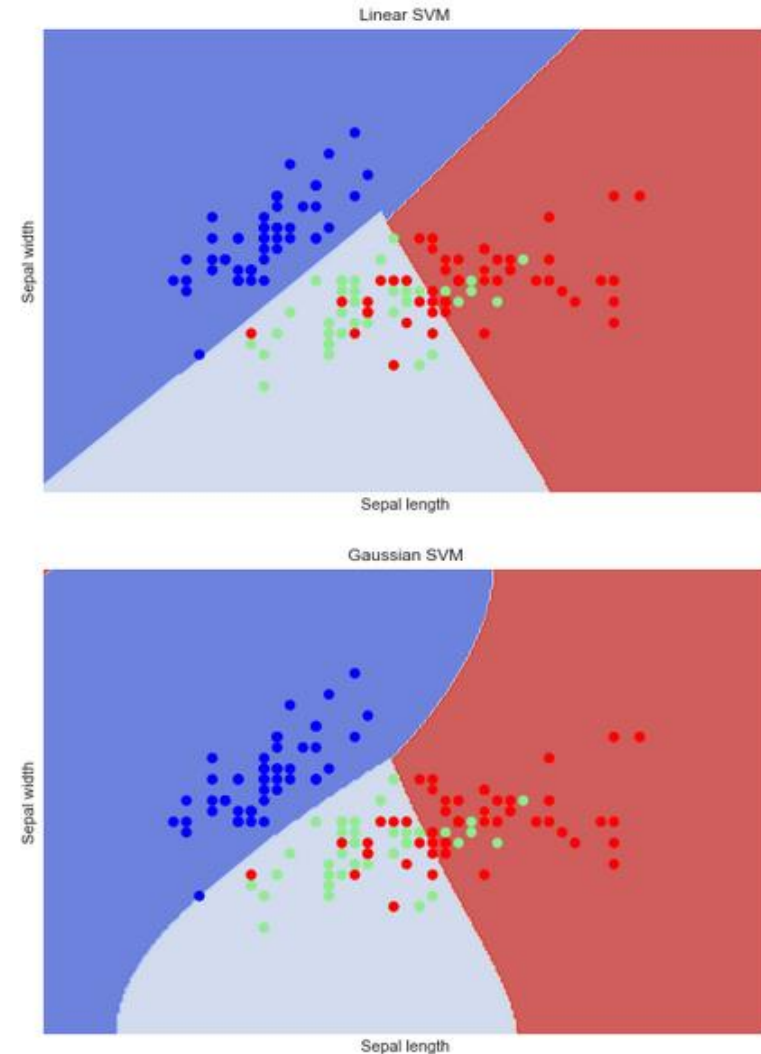 Linear SVM
Sepal width
Sepal length
Gaussian SVM
Sepal width
Sepal length